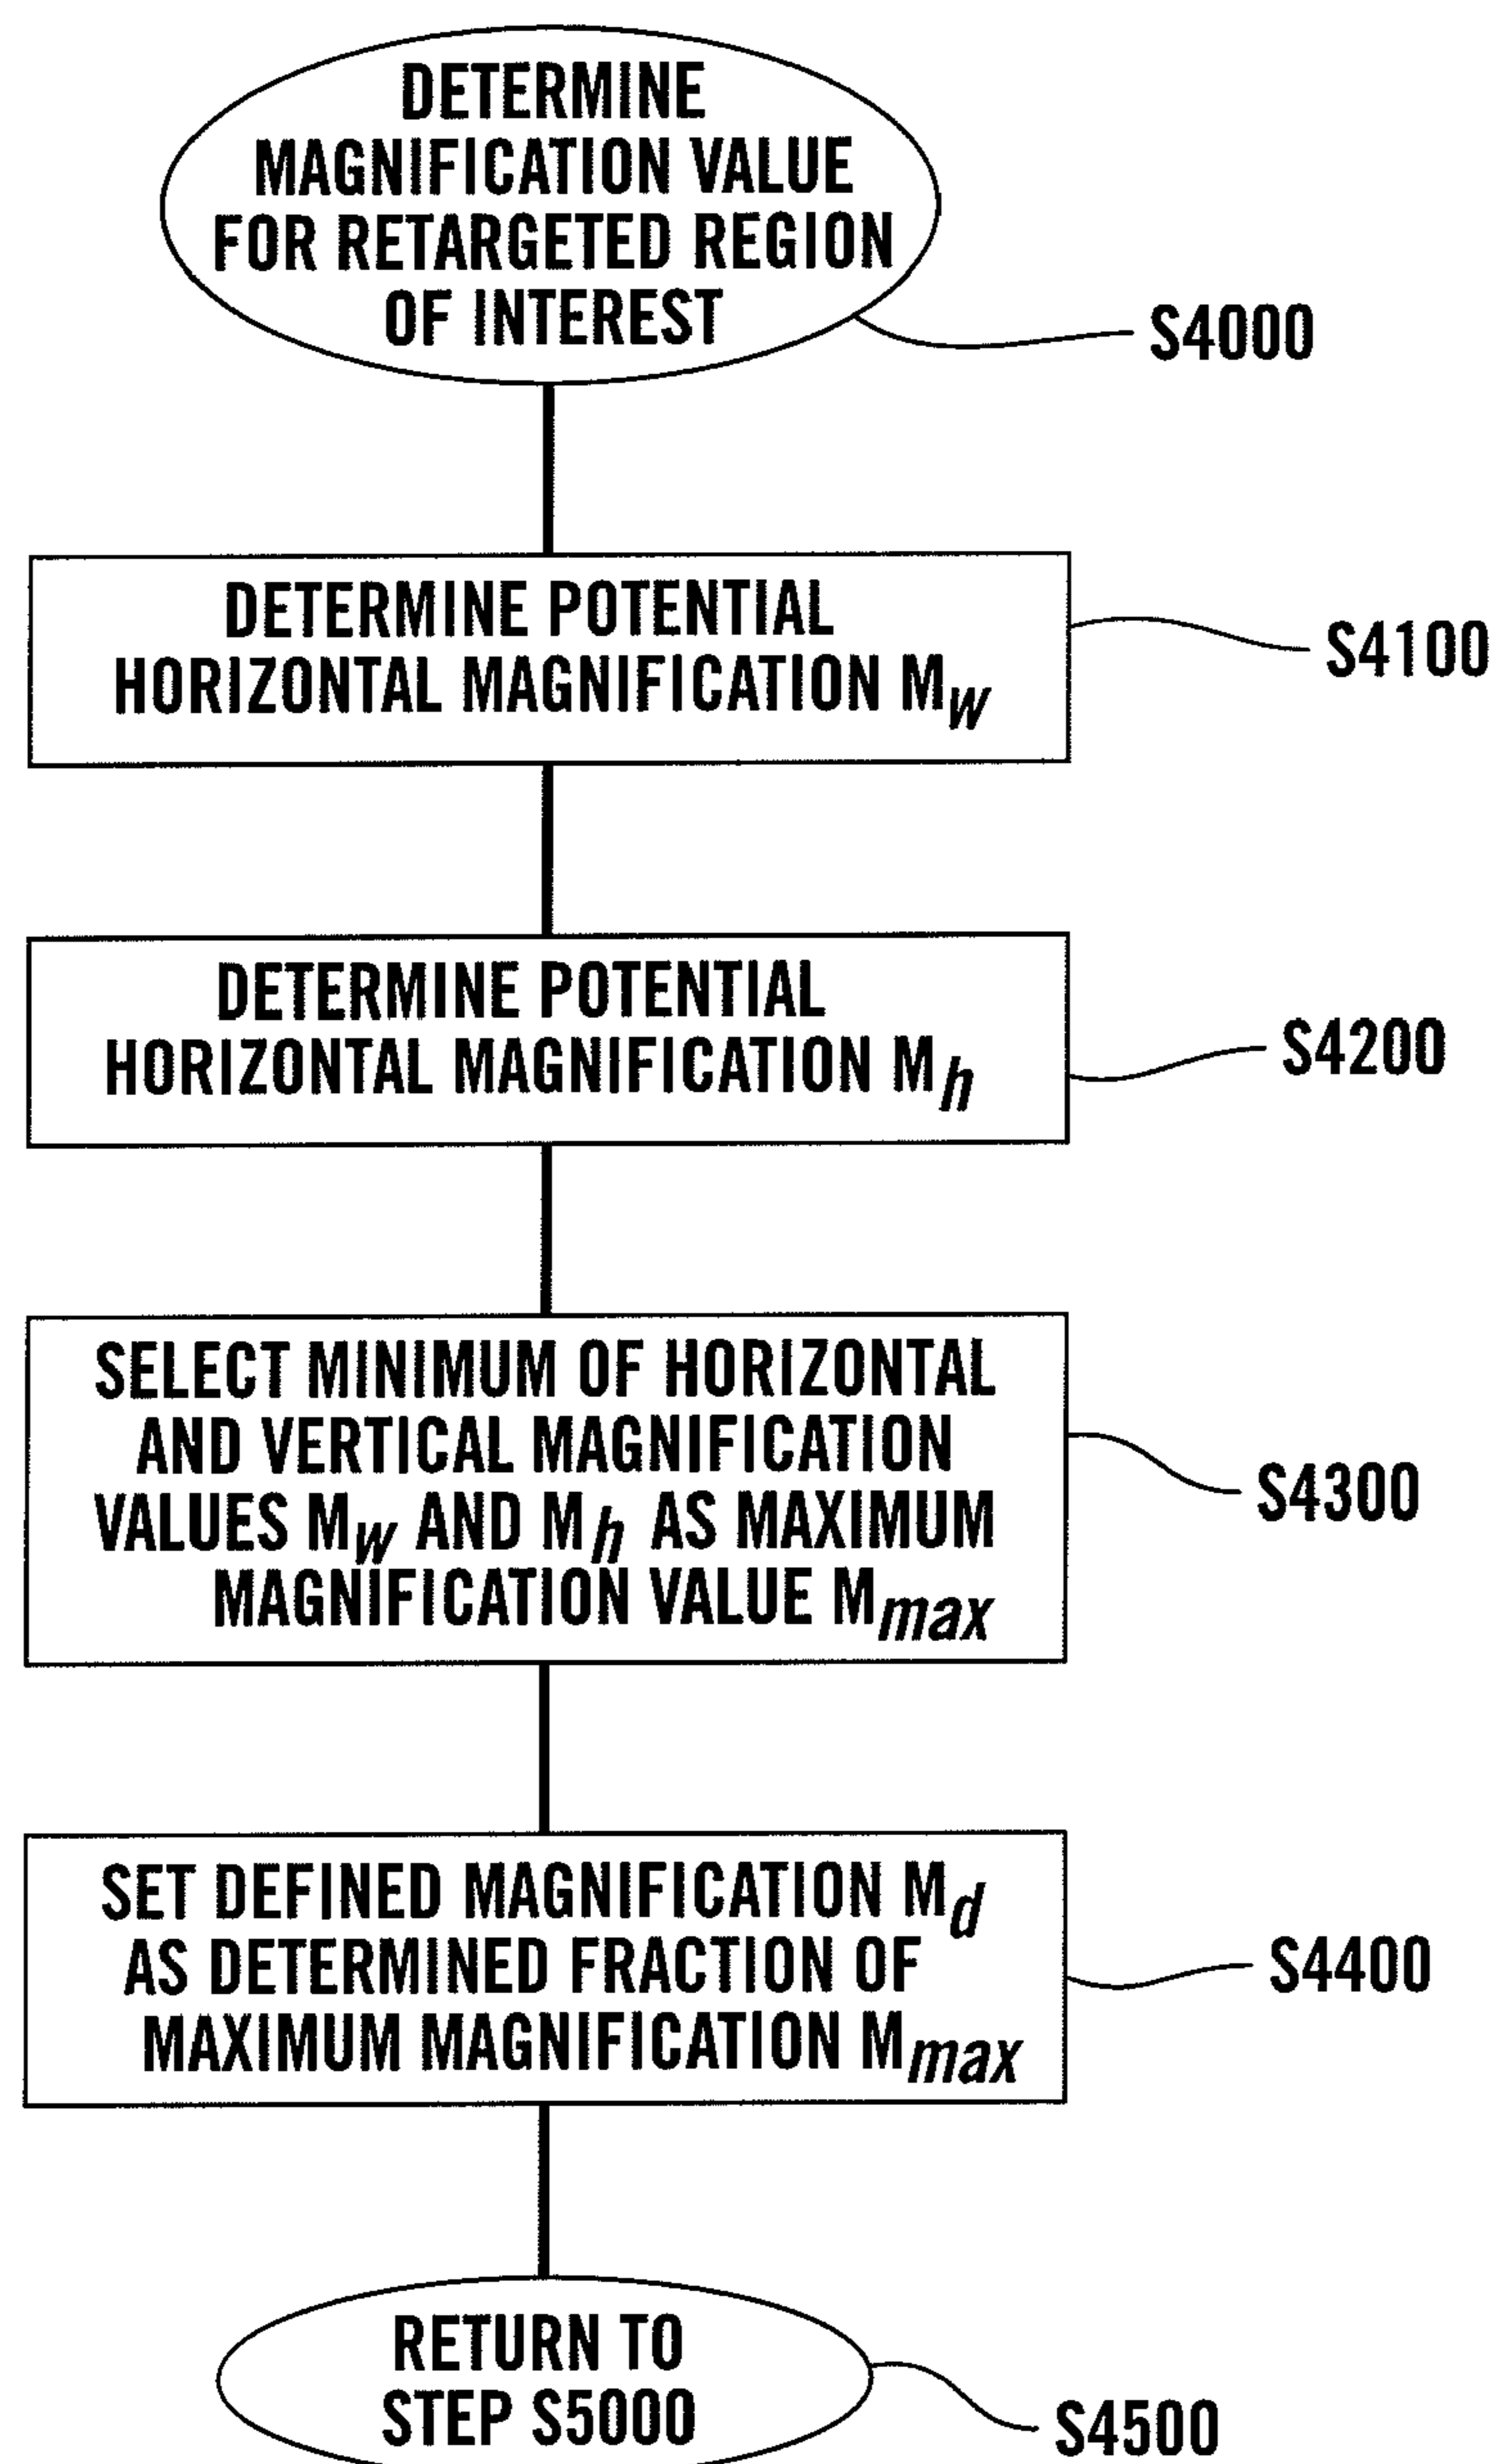 DETERMINE
MAGNIFICATION VALUE
FOR RETARGETED REGION
OF INTEREST
S4000
DETERMINE POTENTIAL
HORIZONTAL MAGNIFICATION Mw
S4100
DETERMINE POTENTIAL
HORIZONTAL MAGNIFICATION Mh
S4200
SELECT MINIMUM OF HORIZONTAL
AND VERTICAL MAGNIFICATION
VALUES Mw AND Mh AS MAXIMUM
MAGNIFICATION VALUE Mmax
S4300
SET DEFINED MAGNIFICATION Md
AS DETERMINED FRACTION OF
MAXIMUM MAGNIFICATION Mmax
S4400
RETURN TO
STEP S5000
S4500